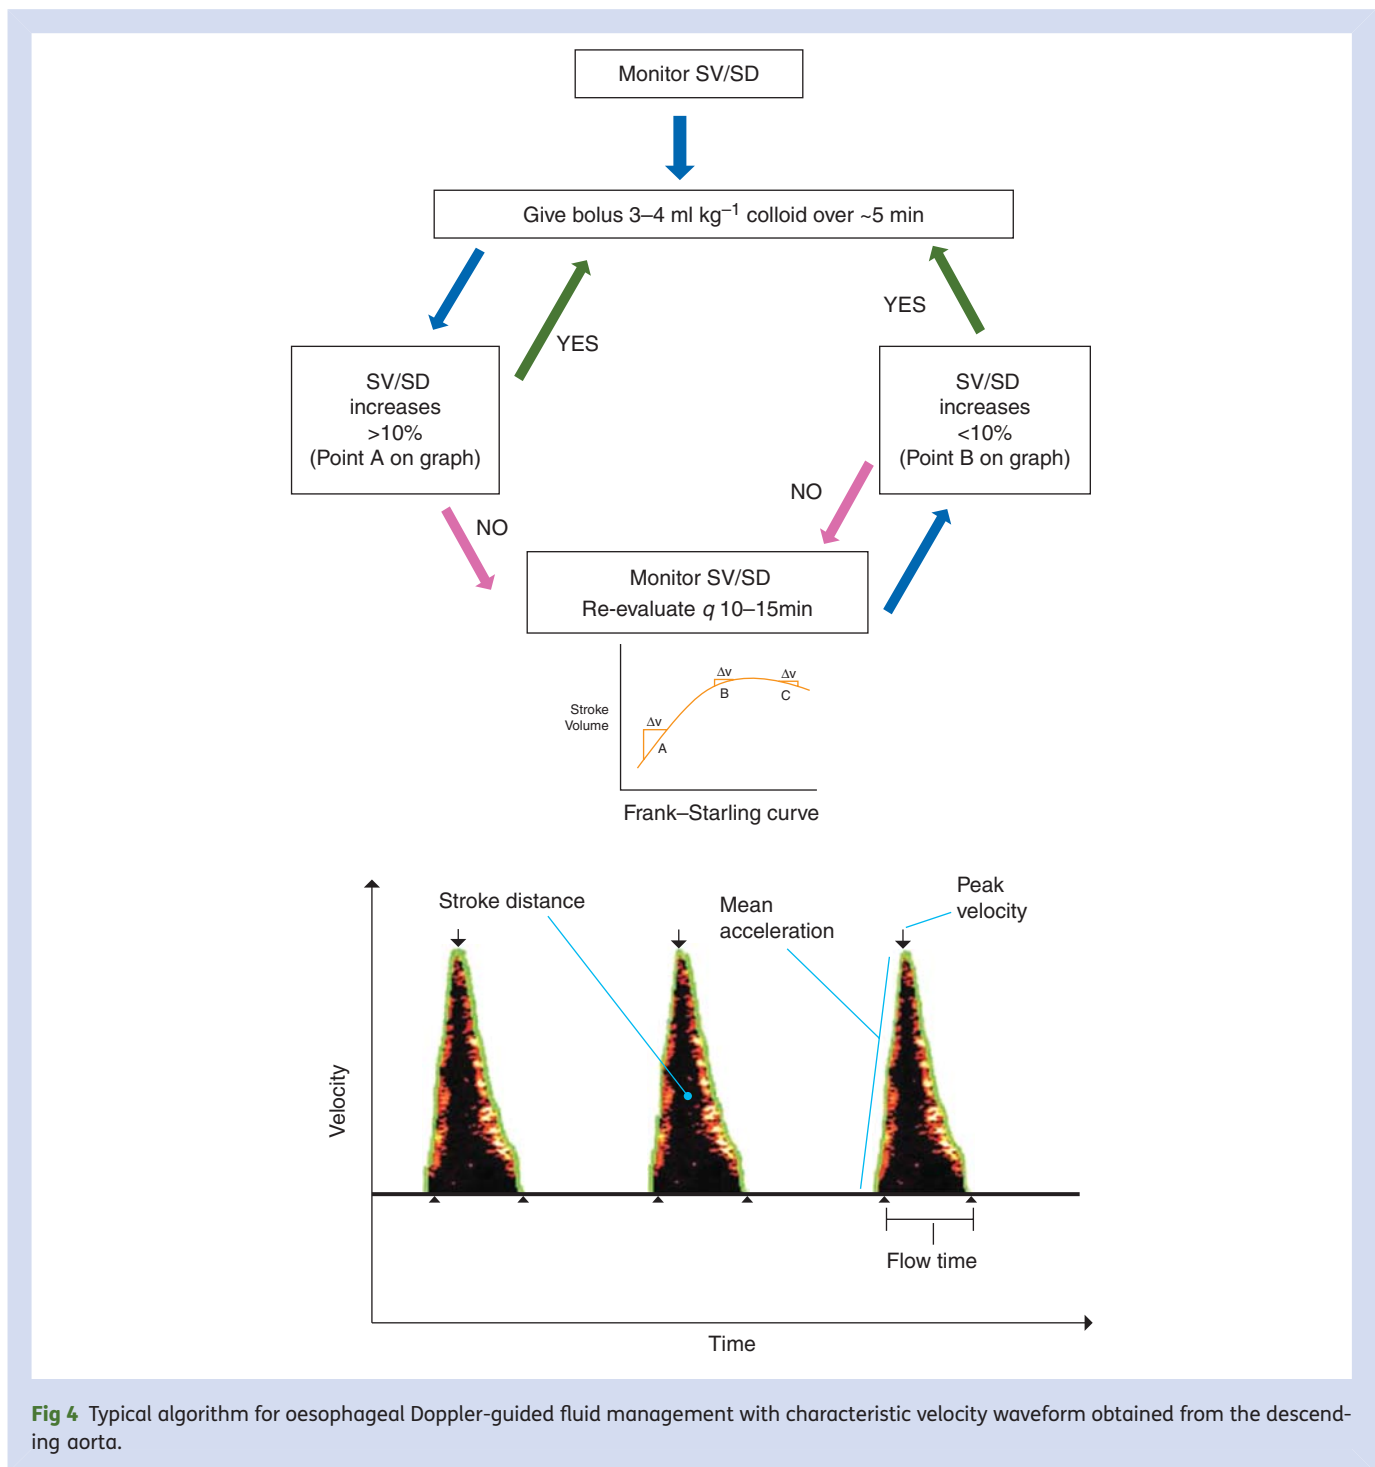 Monitor SV/SD
Give bolus 3–4 ml kg⁻¹ colloid over ~5 min
YES
YES
SV/SD
increases
>10%
(Point A on graph)
SV/SD
increases
<10%
(Point B on graph)
NO
NO
Monitor SV/SD
Re-evaluate q 10–15min
Stroke
Volume
Δv
A
Δv
B
Δv
C
Frank–Starling curve
Stroke distance
Mean
acceleration
Peak
velocity
Velocity
Flow time
Time
Fig 4 Typical algorithm for oesophageal Doppler-guided fluid management with characteristic velocity waveform obtained from the descend-
ing aorta.